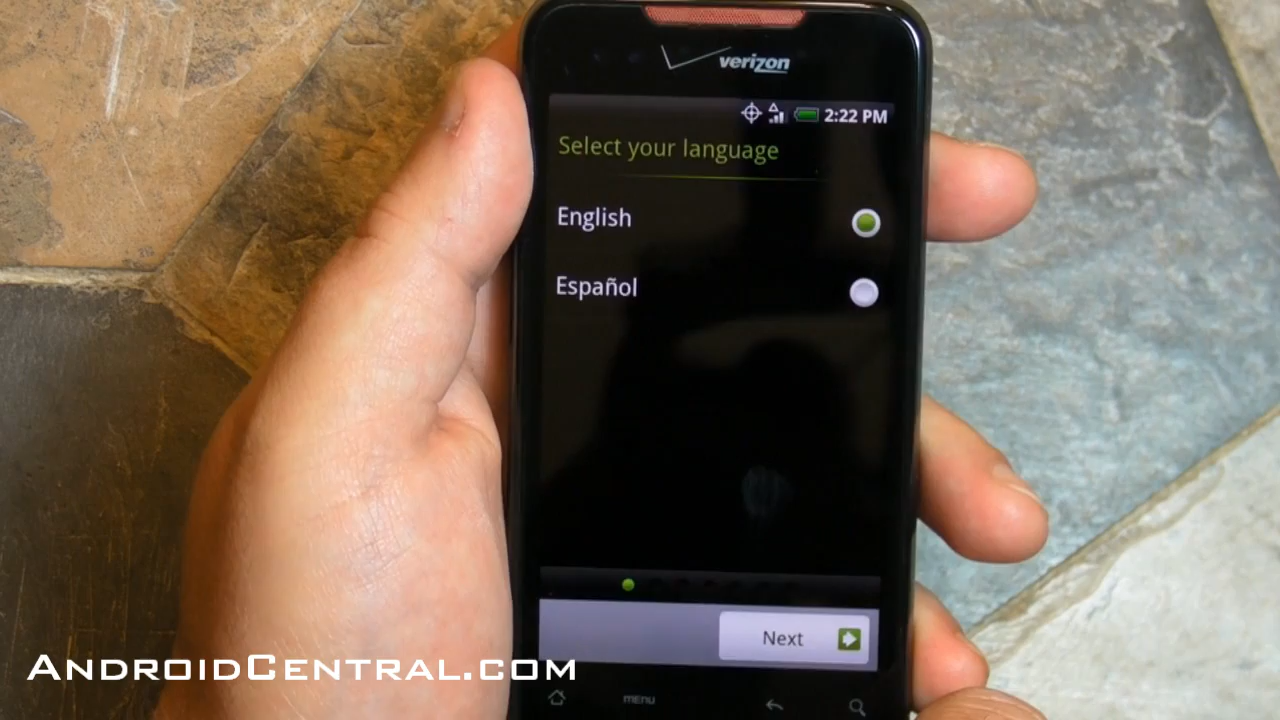 verizon
2:22 PM
Select your language
English
Español
Next
AndroidCentral.com
MENU